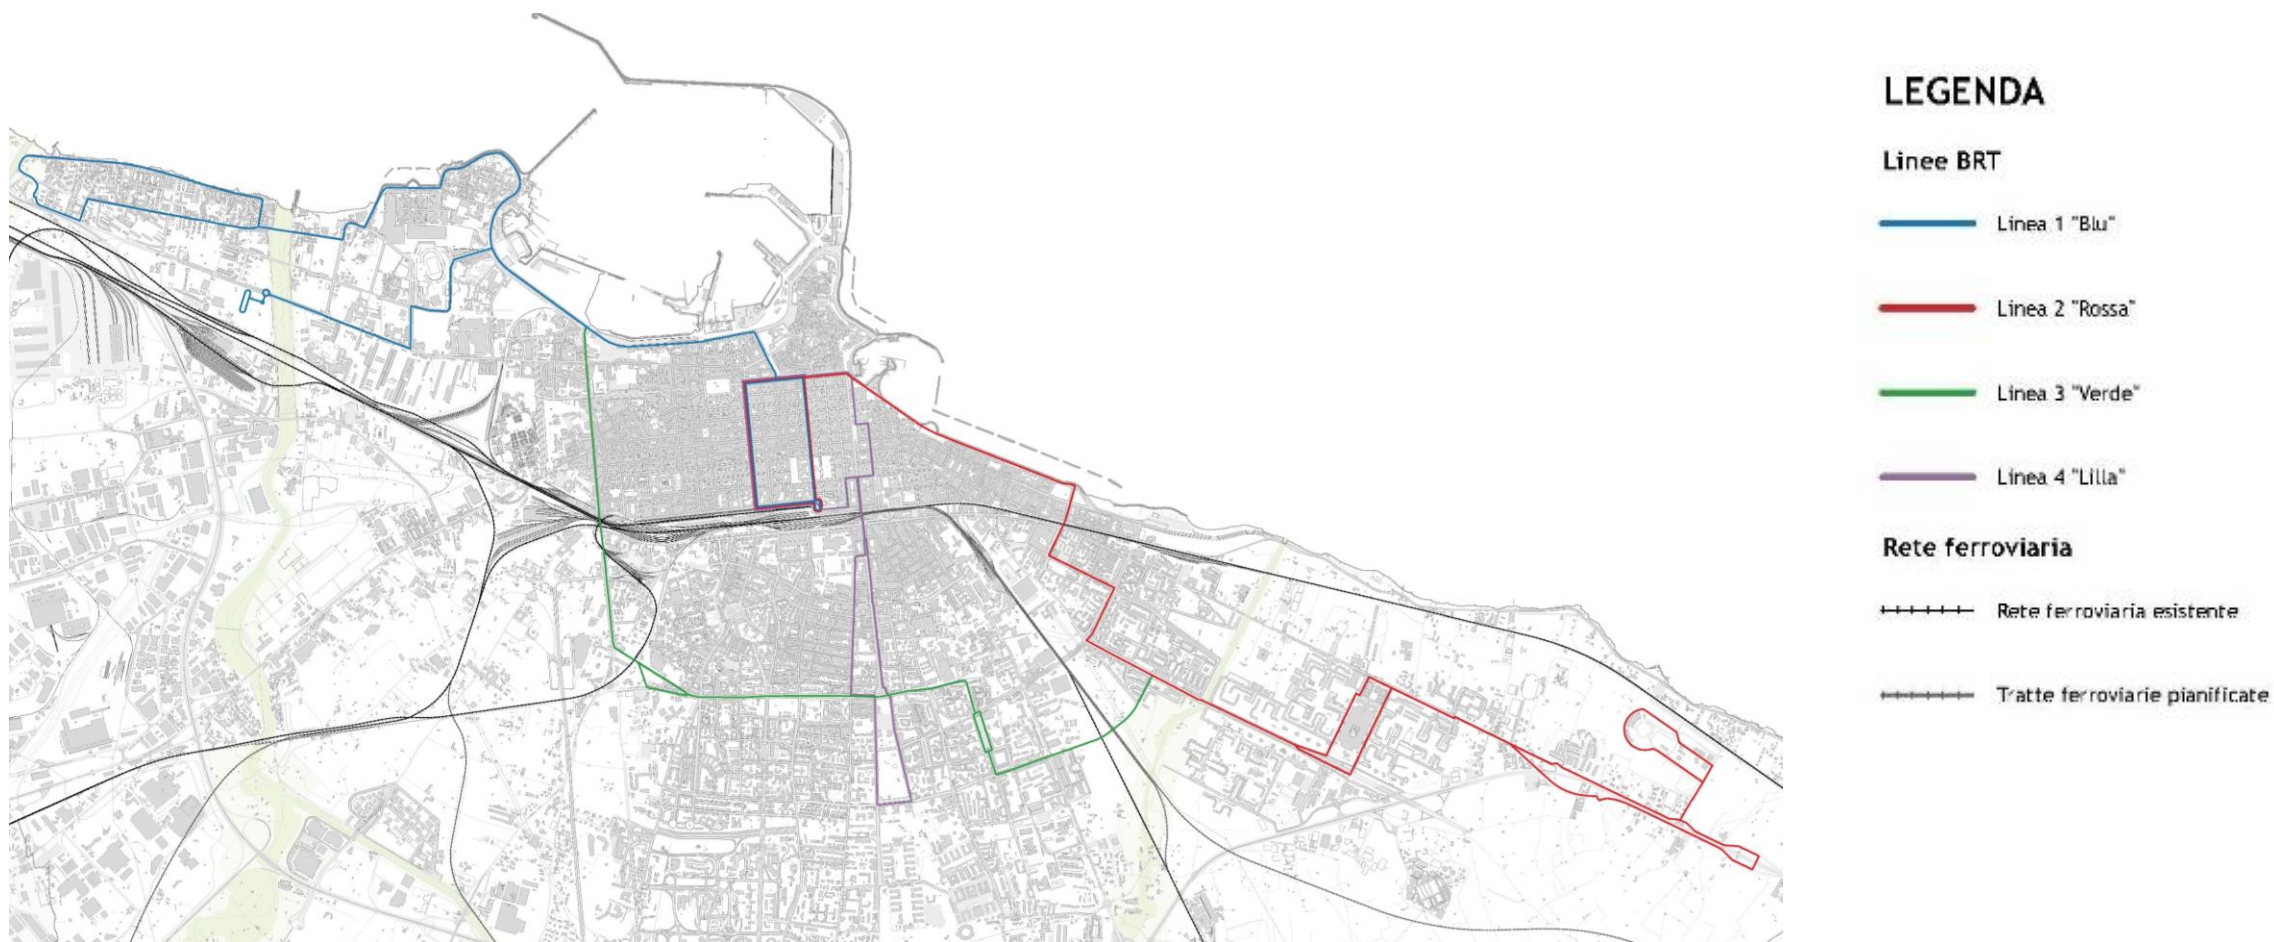 LEGENDA
Linee BRT
Linea 1 "Blu"
Linea 2 "Rossa"
Linea 3 "Verde"
Linea 4 "Lilla"
Rete ferroviaria
Rete ferroviaria esistente
Tratte ferroviarie pianificate